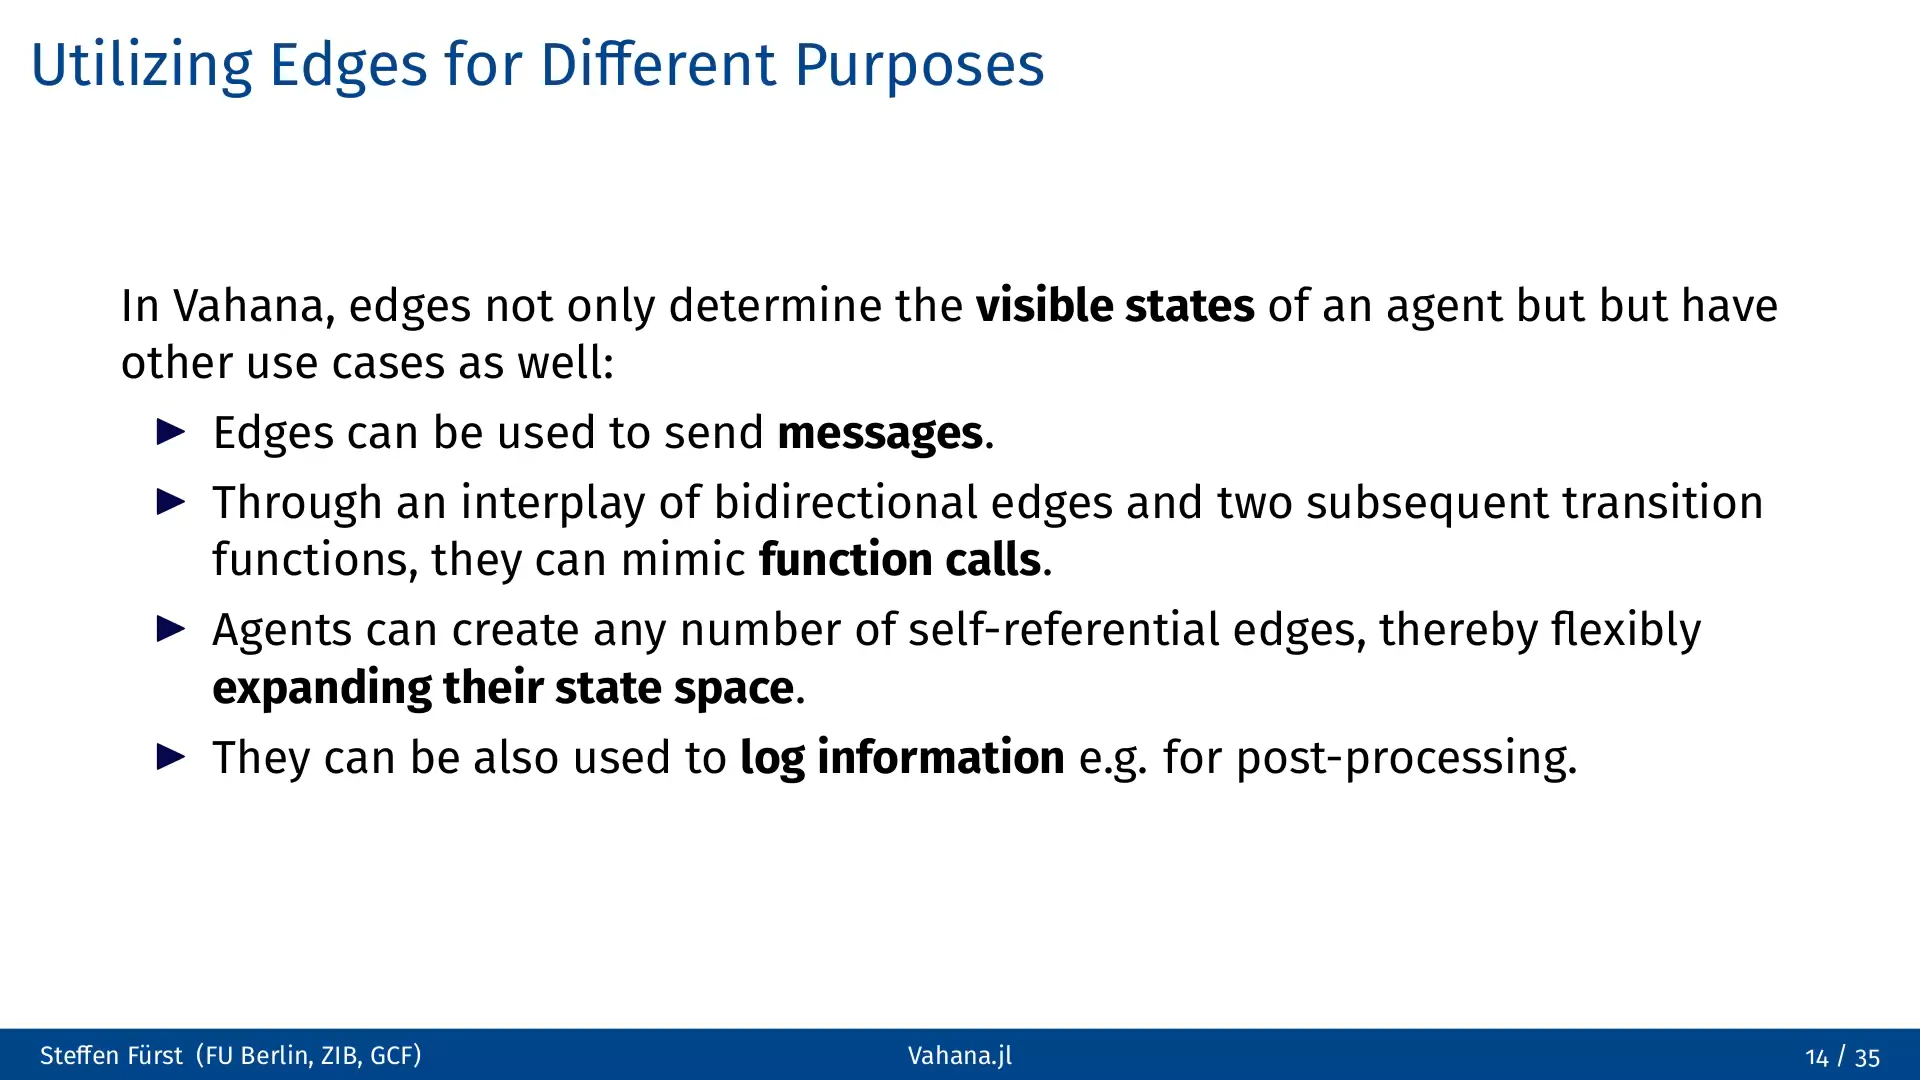 Utilizing Edges for Different Purposes
In Vahana, edges not only determine the visible states of an agent but but have
other use cases as well:
▶ Edges can be used to send messages.
▶ Through an interplay of bidirectional edges and two subsequent transition
functions, they can mimic function calls.
▶ Agents can create any number of self-referential edges, thereby flexibly
expanding their state space.
▶ They can be also used to log information e.g. for post-processing.
Steffen Fürst (FU Berlin, ZIB, GCF)
Vahana.jl
14 / 35